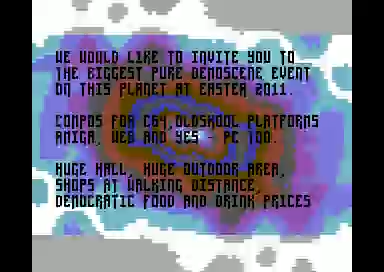 WE WOULD LIKE TO INVITE YOU TO
THE BIGGEST PURE DEMOSCENE EVENT
ON THIS PLANET AT EASTER 2011.
COMPOS FOR C64,OLDSKOOL PLATFORMS
AMIGA, WEB AND YES - PC TOO.
HUGE HALL, HUGE OUTDOOR AREA,
SHOPS AT WALKING DISTANCE,
DEMOCRATIC FOOD AND DRINK PRICES